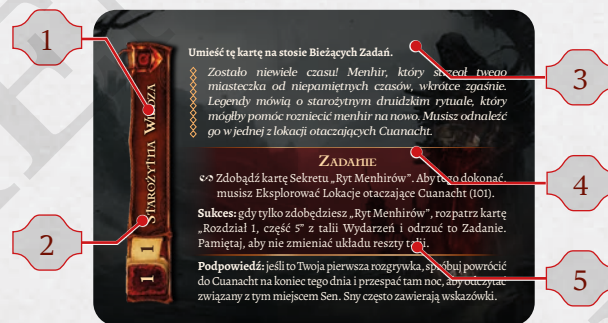 1
2
3
4
5
STAROŻYTNA WIEDZA
1
1
Umieść tę kartę na stosie Bieżących Zadań.
Zostało niewiele czasu! Menhir, który strzegł twego
miasteczka od niepamiętnych czasów, wkrótce zgaśnie.
Legendy mówią o starożytnym druidzkim rytuale, który
mógłby pomóc rozniecić menhir na nowo. Musisz odnaleźć
go w jednej z lokacji otaczających Cuanacht.
ZADANIE
Zdobądź kartę Sekretu „Ryt Menhirów”. Aby tego dokonać,
musisz Eksplorować Lokacje otaczające Cuanacht (101).
Sukces: gdy tylko zdobędziesz „Ryt Menhirów”, rozpatrz kartę
„Rozdział 1, część 5” z talii Wydarzeń i odrzuć to Zadanie.
Pamiętaj, aby nie zmieniać układu reszty talii.
Podpowiedź: jeśli to Twoja pierwsza rozgrywka, spróbuj powrócić
do Cuanacht na koniec tego dnia i przespać tam noc, aby odczytać
związany z tym miejscem Sen. Sny często zawierają wskazówki.